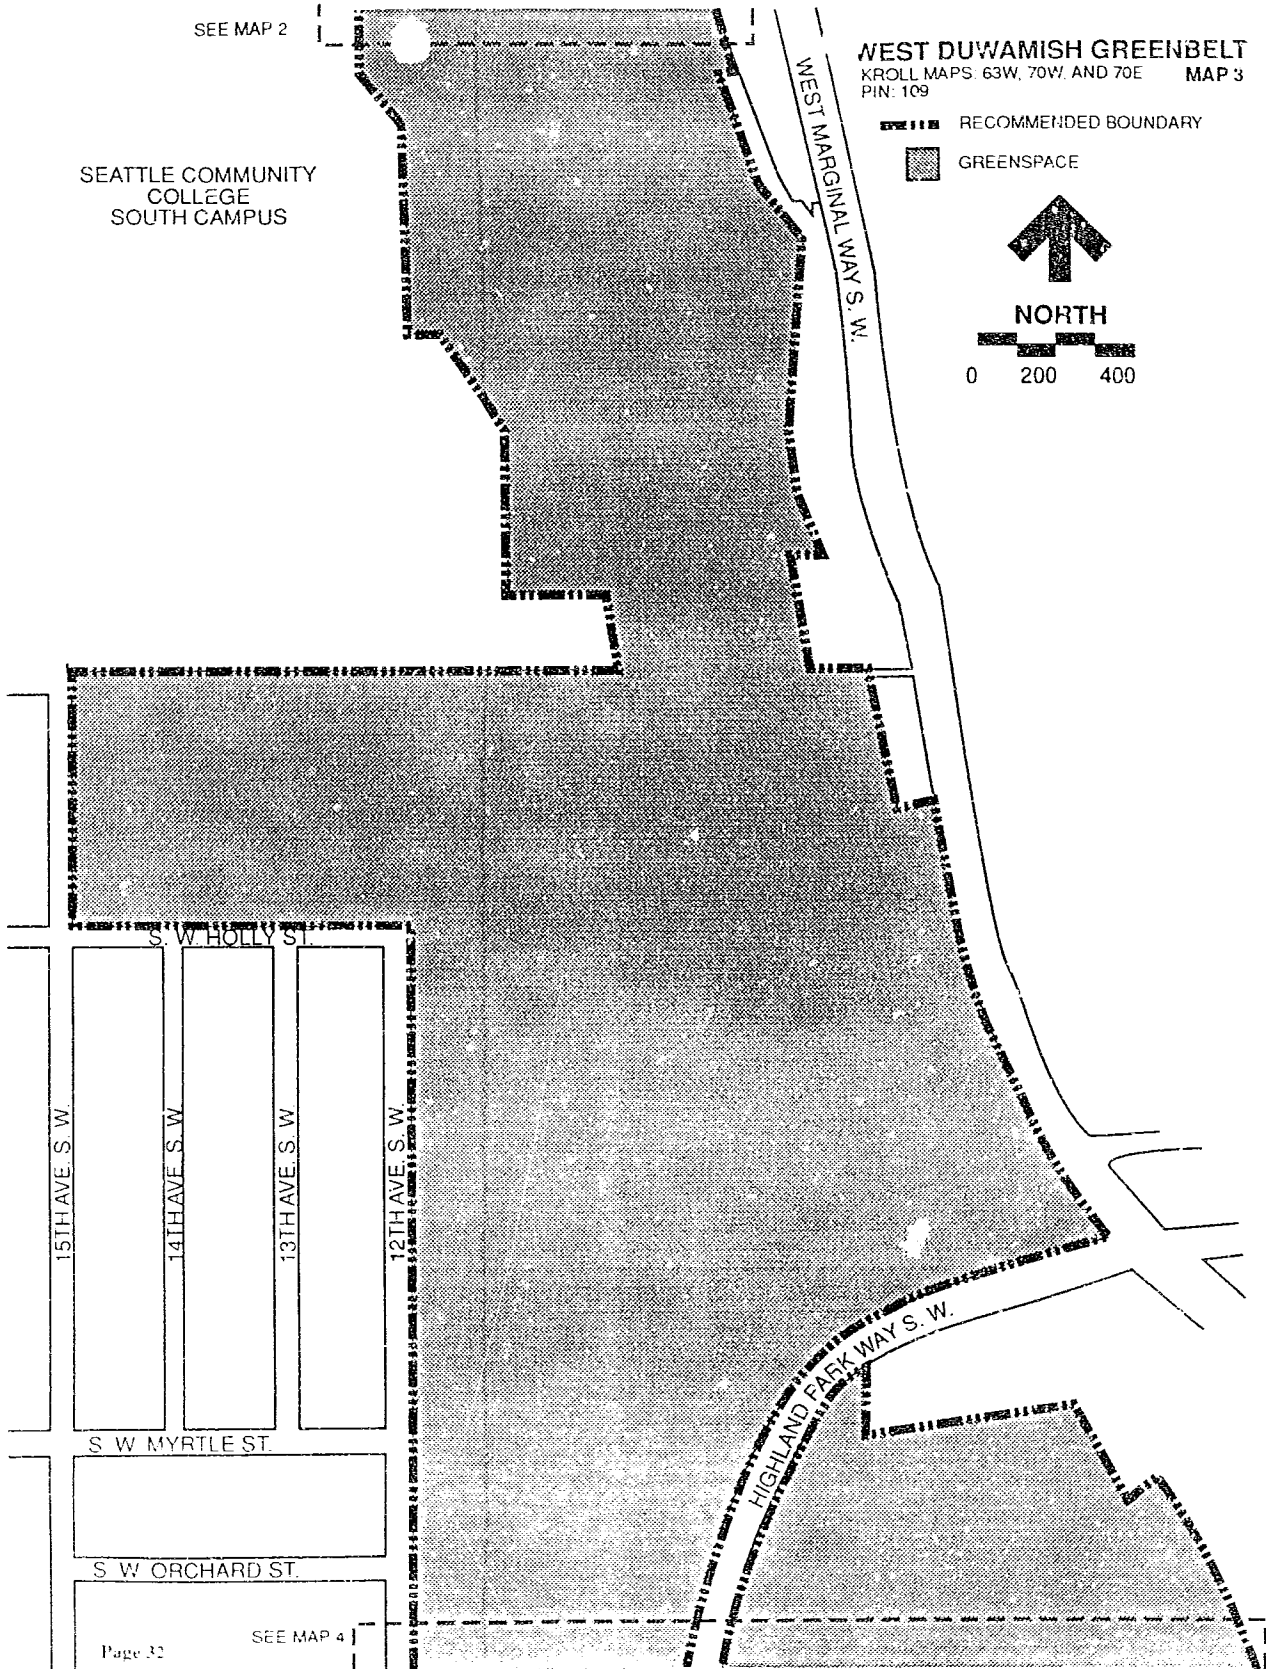 SEE MAP 2
WEST DUWAMISH GREENBELT
KROLL MAPS: 63W, 70W, AND 70E MAP 3
PIN: 109
RECOMMENDED BOUNDARY
GREENSPACE
SEATTLE COMMUNITY
COLLEGE
SOUTH CAMPUS
WEST MARGINAL WAY S. W.
NORTH
0 200 400
S. W. HOLLY ST.
15TH AVE. S. W.
14TH AVE. S. W.
13TH AVE. S. W.
12TH AVE. S. W.
HIGHLAND PARK WAY S. W.
S. W. MYRTLE ST.
S. W. ORCHARD ST.
SEE MAP 4
Page 32